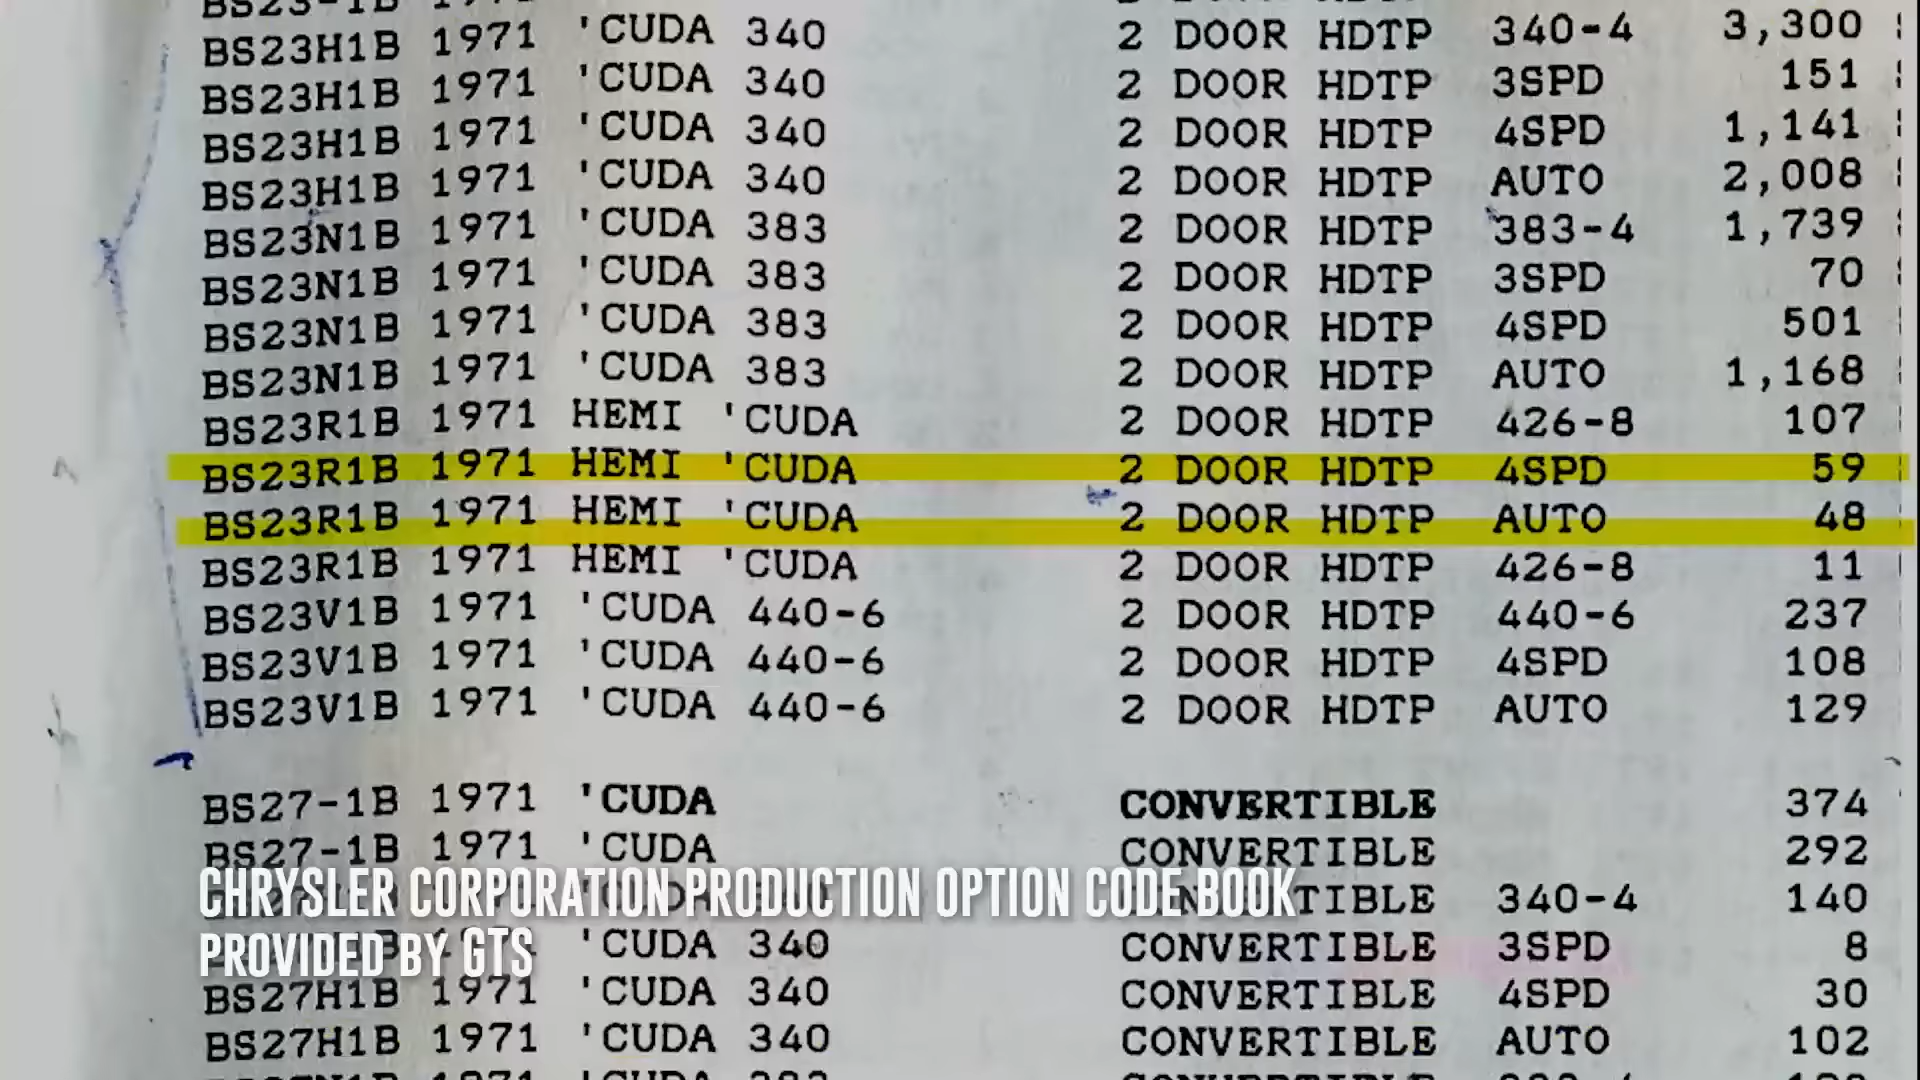 BS23-1B 1971
BS23H1B 1971 'CUDA 340 2 DOOR HDTP 340-4 3,300
BS23H1B 1971 'CUDA 340 2 DOOR HDTP 3SPD 151
BS23H1B 1971 'CUDA 340 2 DOOR HDTP 4SPD 1,141
BS23H1B 1971 'CUDA 340 2 DOOR HDTP AUTO 2,008
BS23N1B 1971 'CUDA 383 2 DOOR HDTP 383-4 1,739
BS23N1B 1971 'CUDA 383 2 DOOR HDTP 3SPD 70
BS23N1B 1971 'CUDA 383 2 DOOR HDTP 4SPD 501
BS23N1B 1971 'CUDA 383 2 DOOR HDTP AUTO 1,168
BS23R1B 1971 HEMI 'CUDA 2 DOOR HDTP 426-8 107
BS23R1B 1971 HEMI 'CUDA 2 DOOR HDTP 4SPD 59
BS23R1B 1971 HEMI 'CUDA 2 DOOR HDTP AUTO 48
BS23R1B 1971 HEMI 'CUDA 2 DOOR HDTP 426-8 11
BS23V1B 1971 'CUDA 440-6 2 DOOR HDTP 440-6 237
BS23V1B 1971 'CUDA 440-6 2 DOOR HDTP 4SPD 108
BS23V1B 1971 'CUDA 440-6 2 DOOR HDTP AUTO 129
BS27-1B 1971 'CUDA CONVERTIBLE 374
BS27-1B 1971 'CUDA CONVERTIBLE 292
CHRYSLER CORPORATION PRODUCTION OPTION CODE BOOK
CONVERTIBLE 340-4 140
PROVIDED BY GTS
'CUDA 340 CONVERTIBLE 3SPD 8
BS27H1B 1971 'CUDA 340 CONVERTIBLE 4SPD 30
BS27H1B 1971 'CUDA 340 CONVERTIBLE AUTO 102